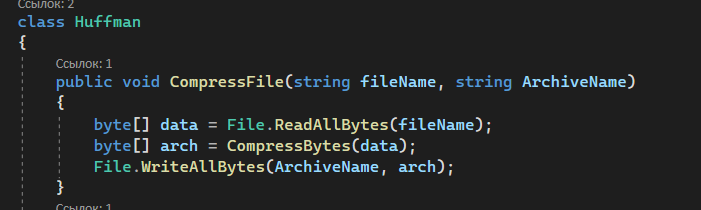 Ссылок: 2
class Huffman
{
Ссылок: 1
public void CompressFile(string fileName, string ArchiveName)
{
byte[] data = File.ReadAllBytes(fileName);
byte[] arch = CompressBytes(data);
File.WriteAllBytes(ArchiveName, arch);
}
Ссылок: 1